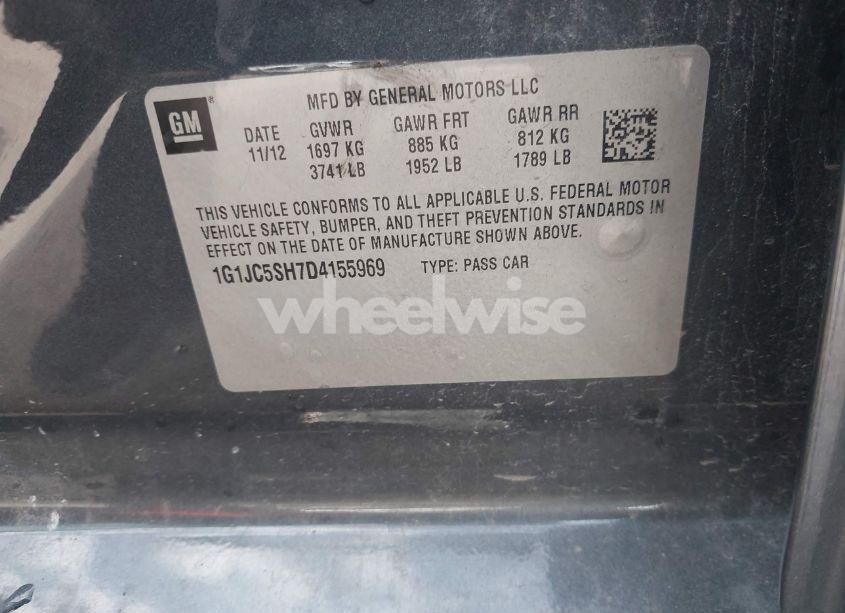 MFD BY GENERAL MOTORS LLC
GM®
DATE GVWR GAWR FRT GAWR RR
11/12 1697 KG 885 KG 812 KG
3741 LB 1952 LB 1789 LB
THIS VEHICLE CONFORMS TO ALL APPLICABLE U.S. FEDERAL MOTOR
VEHICLE SAFETY, BUMPER, AND THEFT PREVENTION STANDARDS IN
EFFECT ON THE DATE OF MANUFACTURE SHOWN ABOVE.
1G1JC5SH7D4155969 TYPE: PASS CAR
wheelwise